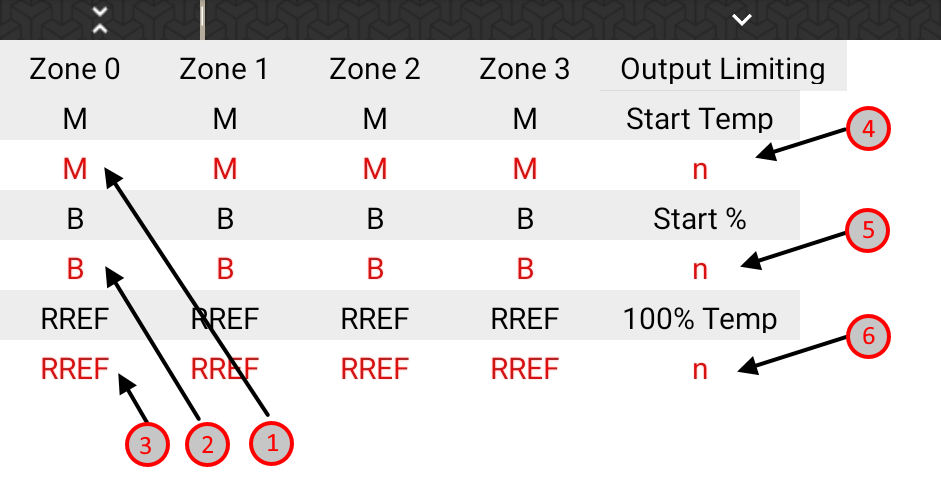 Zone 0 Zone 1 Zone 2 Zone 3 Output Limiting
M M M M Start Temp
4
M M M M n
B B B B Start %
5
B B B B n
RREF RREF RREF RREF 100% Temp
6
RREF RREF RREF RREF n
3 2 1